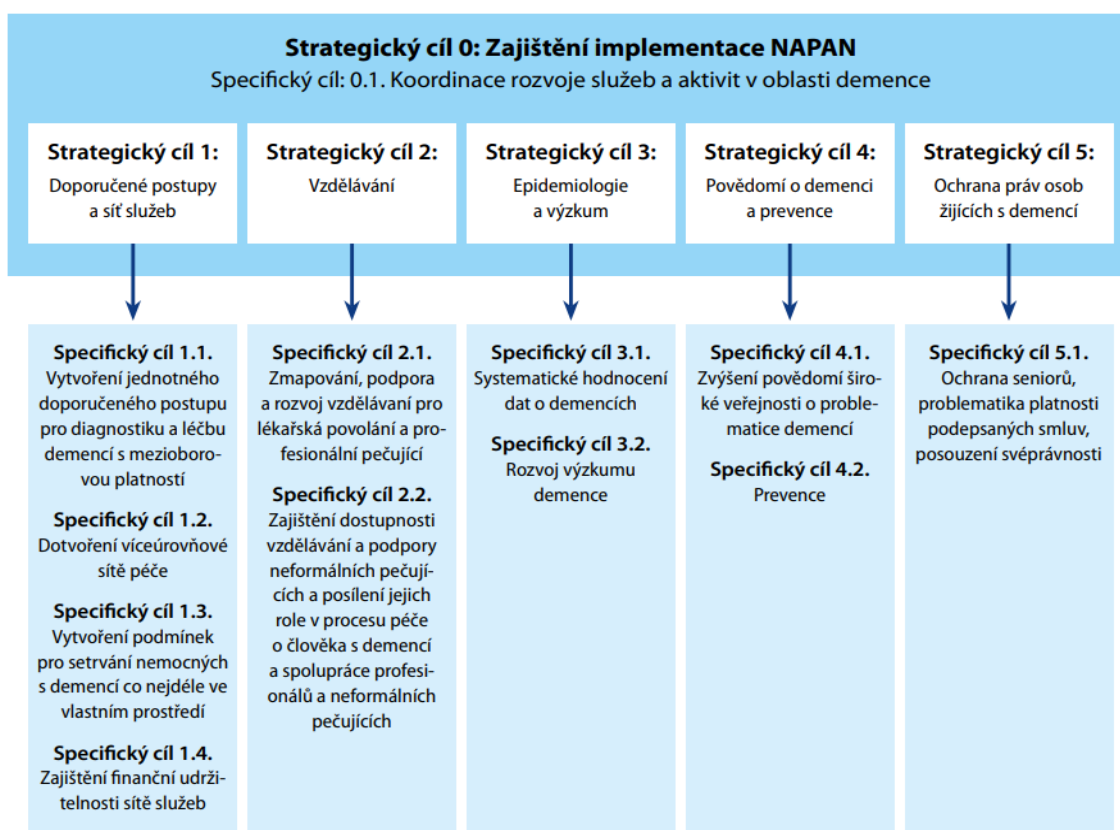 Strategický cíl 0: Zajištění implementace NAPAN
Specifický cíl: 0.1. Koordinace rozvoje služeb a aktivit v oblasti demence
Strategický cíl 1:
Doporučené postupy
a síť služeb
Strategický cíl 2:
Vzdělávání
Strategický cíl 3:
Epidemiologie
a výzkum
Strategický cíl 4:
Povědomí o demenci
a prevence
Strategický cíl 5:
Ochrana práv osob
žijících s demencí
Specifický cíl 1.1.
Vytvoření jednotného
doporučeného postupu
pro diagnostiku a léčbu
demencí s mezioboro-
vou platností
Specifický cíl 1.2.
Dotvoření víceúrovňové
sítě péče
Specifický cíl 1.3.
Vytvoření podmínek
pro setrvání nemocných
s demencí co nejdéle ve
vlastním prostředí
Specifický cíl 1.4.
Zajištění finanční udrži-
telnosti sítě služeb
Specifický cíl 2.1.
Zmapování, podpora
a rozvoj vzdělávaní pro
lékařská povolání a pro-
fesionální pečující
Specifický cíl 2.2.
Zajištění dostupnosti
vzdělávání a podpory
neformálních pečují-
cích a posílení jejich
role v procesu péče
o člověka s demencí
a spolupráce profesi-
onálů a neformálních
pečujících
Specifický cíl 3.1.
Systematické hodnocení
dat o demencích
Specifický cíl 3.2.
Rozvoj výzkumu
demence
Specifický cíl 4.1.
Zvýšení povědomí širo-
ké veřejnosti o proble-
matice demencí
Specifický cíl 4.2.
Prevence
Specifický cíl 5.1.
Ochrana seniorů,
problematika platnosti
podepsaných smluv,
posouzení svéprávnosti